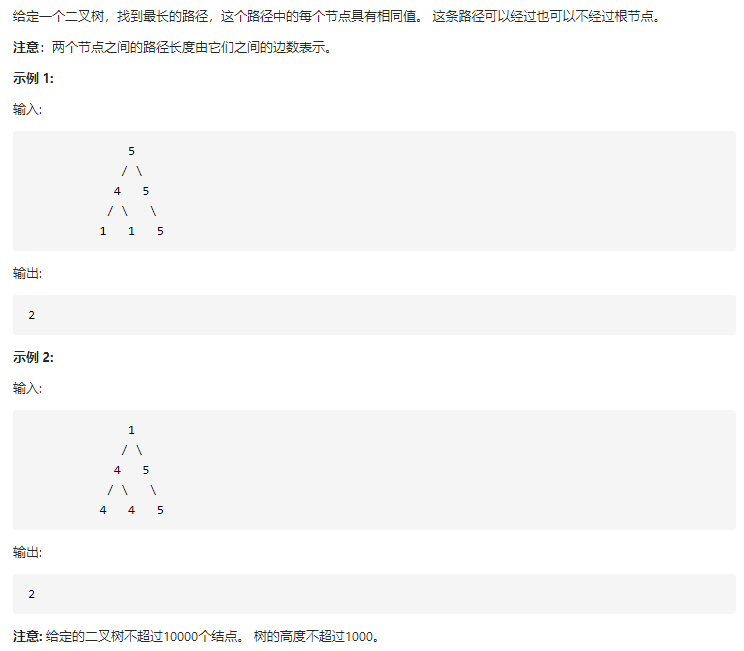 给定一个二叉树，找到最长的路径，这个路径中的每个节点具有相同值。 这条路径可以经过也可以不经过根节点。
注意：两个节点之间的路径长度由它们之间的边数表示。
示例 1:
输入:
              5
             / \
            4   5
           / \   \
          1   1   5
输出:
2
示例 2:
输入:
              1
             / \
            4   5
           / \   \
          4   4   5
输出:
2
注意: 给定的二叉树不超过10000个结点。 树的高度不超过1000。